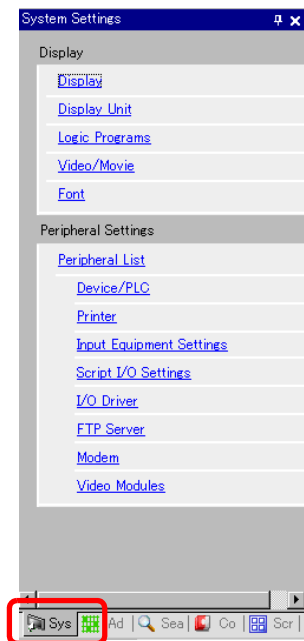 System Settings
Display
Display
Display Unit
Logic Programs
Video/Movie
Font
Peripheral Settings
Peripheral List
Device/PLC
Printer
Input Equipment Settings
Script I/O Settings
I/O Driver
FTP Server
Modem
Video Modules
Sys Ad Sea Co Scr